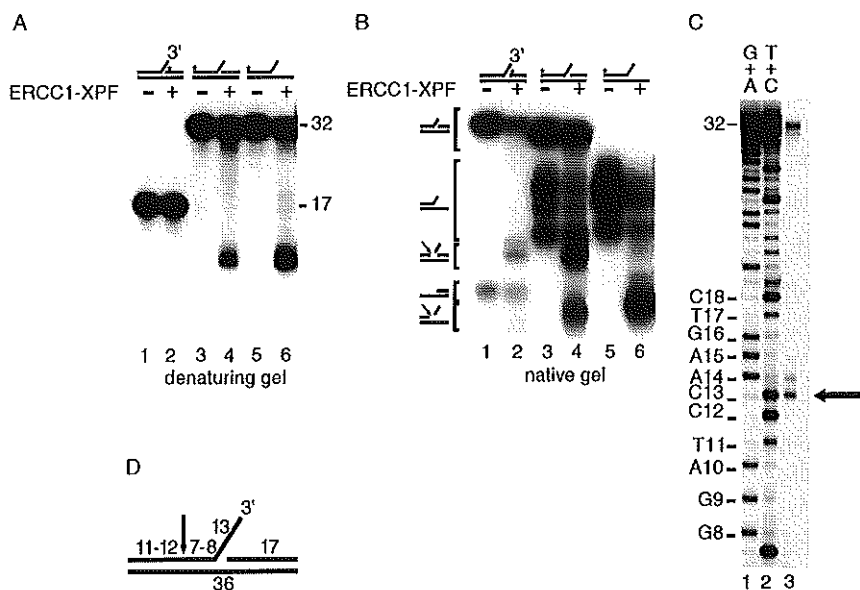 A
3'
ERCC1-XPF
- + - + - +
-32
-17
1 2 3 4 5 6
denaturing gel
B
3'
ERCC1-XPF
- + - + - +
1 2 3 4 5 6
native gel
C
G T
+ +
A C
32-
C18
T17
G16
A15
A14
C13
C12
T11
A10
G9
G8
1 2 3
D
3'
13
11-12 7-8 17
36